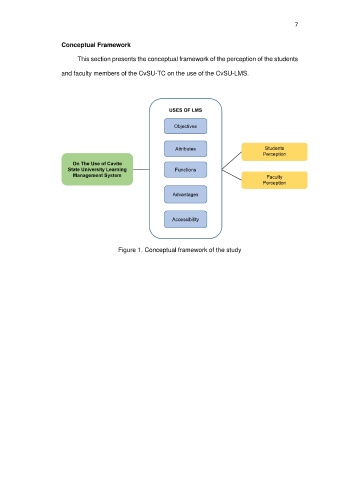 7
Conceptual Framework
This section presents the conceptual framework of the perception of the students
and faculty members of the CvSU-TC on the use of the CvSU-LMS.
USES OF LMS
Objectives
Attributes
Functions
Advantages
Accessibility
On The Use of Cavite
State University Learning
Management System
Students
Perception
Faculty
Perception
Figure 1. Conceptual framework of the study